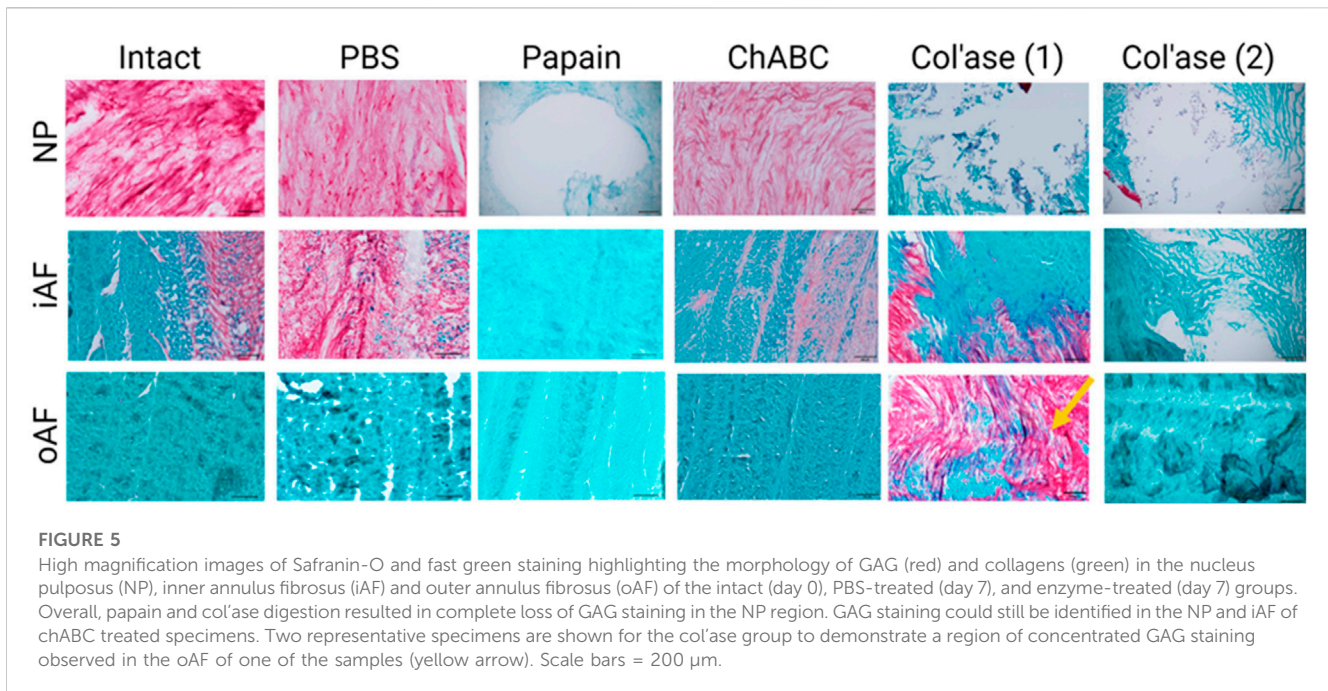 Intact PBS Papain ChABC Col'ase (1) Col'ase (2)
NP
iAF
oAF
FIGURE 5
High magnification images of Safranin-O and fast green staining highlighting the morphology of GAG (red) and collagens (green) in the nucleus
pulposus (NP), inner annulus fibrosus (iAF) and outer annulus fibrosus (oAF) of the intact (day 0), PBS-treated (day 7), and enzyme-treated (day 7) groups.
Overall, papain and col’ase digestion resulted in complete loss of GAG staining in the NP region. GAG staining could still be identified in the NP and iAF of
chABC treated specimens. Two representative specimens are shown for the col’ase group to demonstrate a region of concentrated GAG staining
observed in the oAF of one of the samples (yellow arrow). Scale bars = 200 μm.